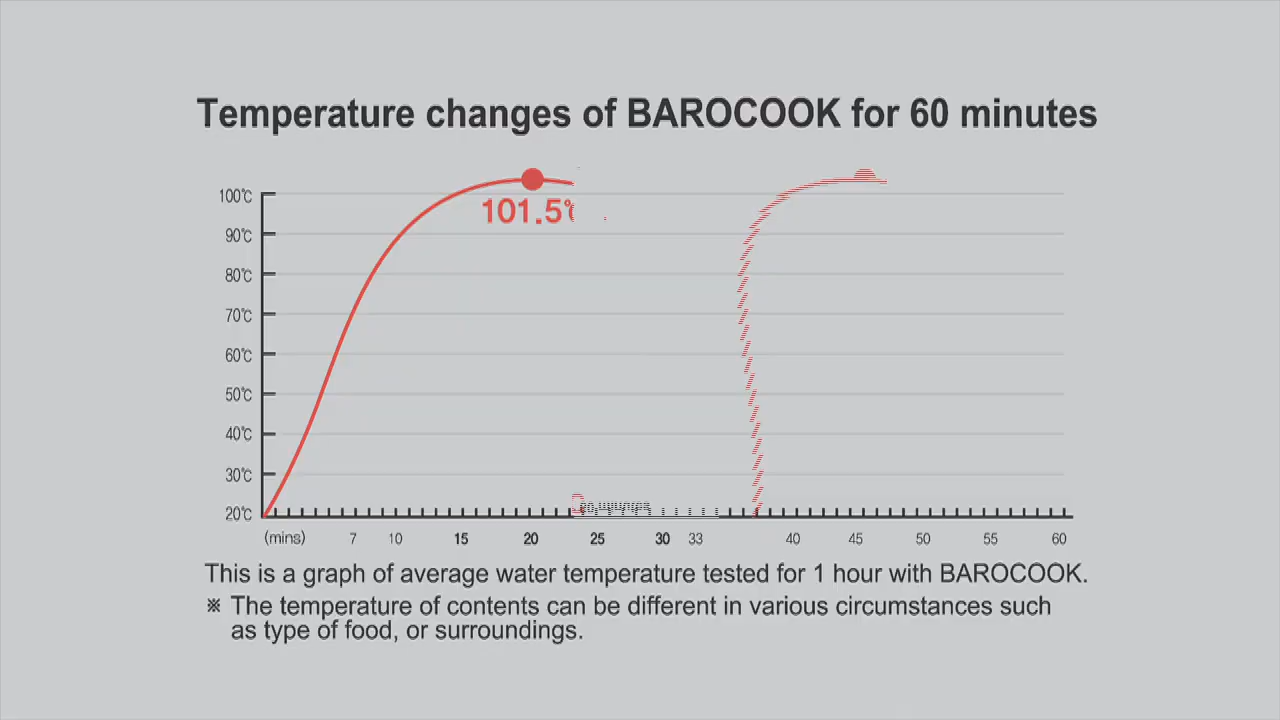 Temperature changes of BAROCOOK for 60 minutes
101.5
100℃
90℃
80℃
70℃
60℃
50℃
40℃
30℃
20℃
(mins) 7 10 15 20 25 30 33 40 45 50 55 60
This is a graph of average water temperature tested for 1 hour with BAROCOOK.
※ The temperature of contents can be different in various circumstances such
as type of food, or surroundings.